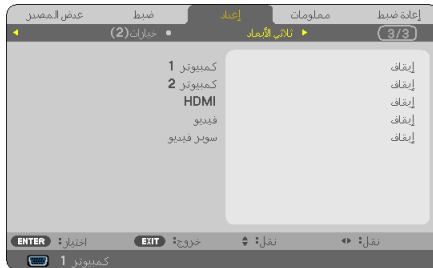 إعادة ضبط معلومات إعداد ضبط عرض المصدر
(3/3) ثلاثي الأبعاد خيارات(2)
كمبيوتر 1 إيقاف
كمبيوتر 2 إيقاف
HDMI إيقاف
فيديو إيقاف
سوبر فيديو إيقاف
ENTER اختيار: EXIT خروج: نقل: نقل:
كمبيوتر 1